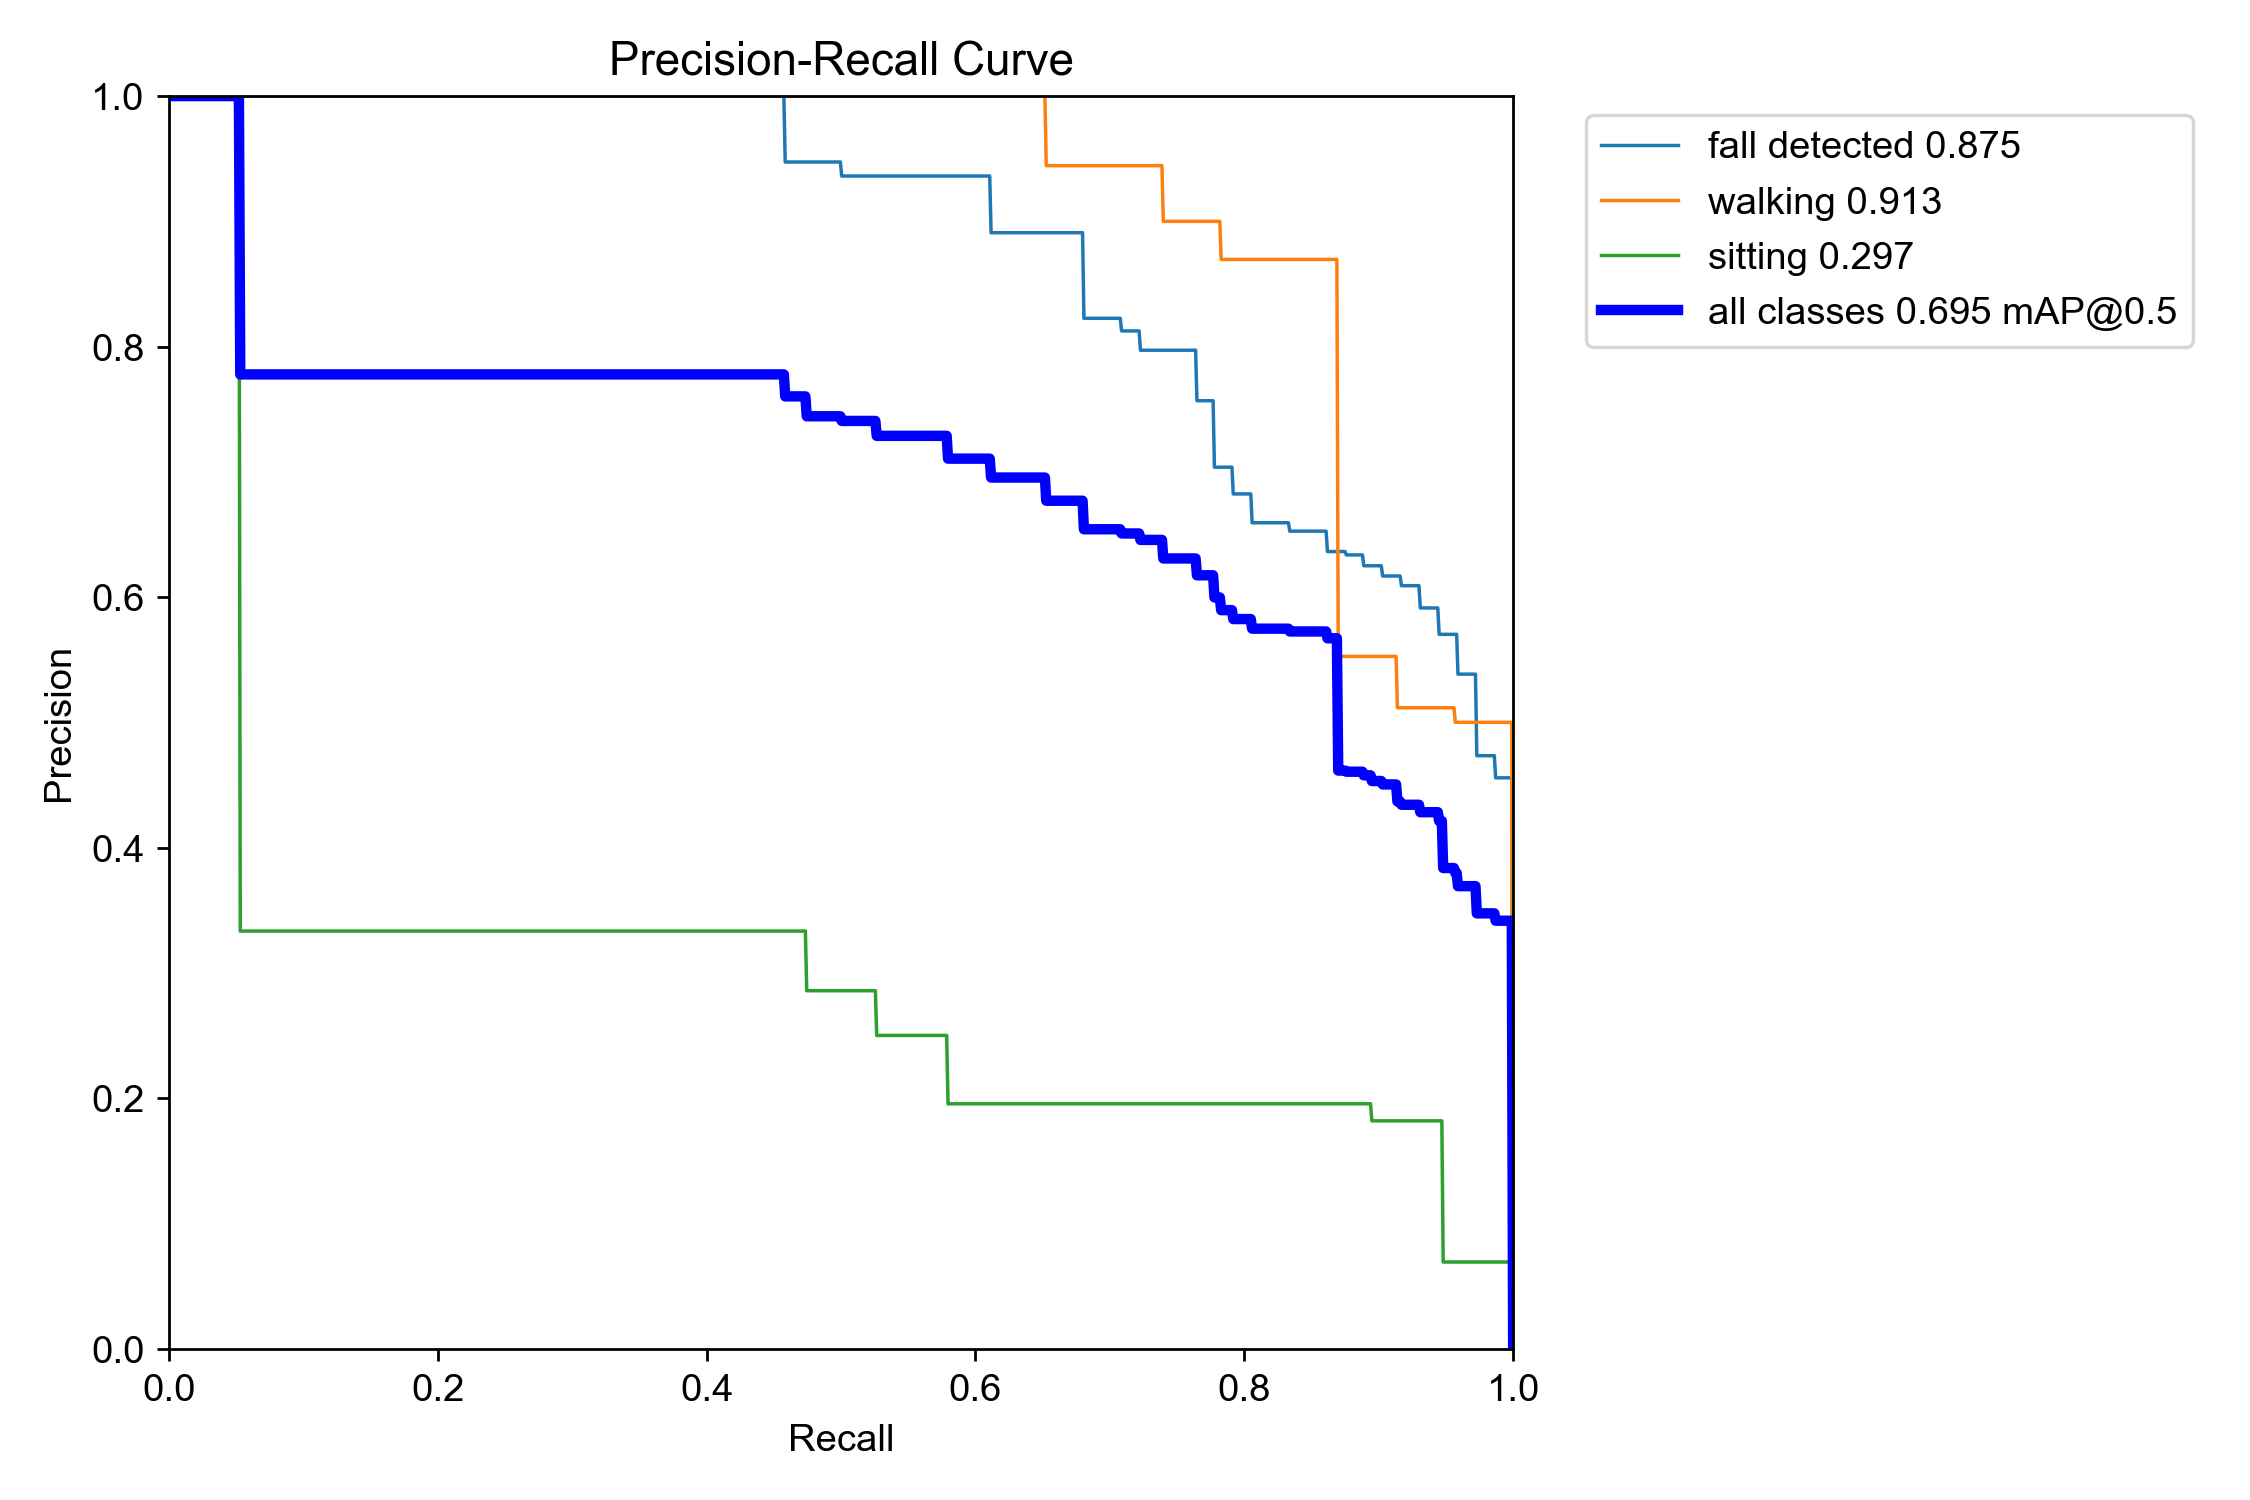 Precision-Recall Curve
1.0
0.8
0.6
0.4
0.2
0.0
Precision
0.0 0.2 0.4 0.6 0.8 1.0
Recall
fall detected 0.875
walking 0.913
sitting 0.297
all classes 0.695 mAP@0.5